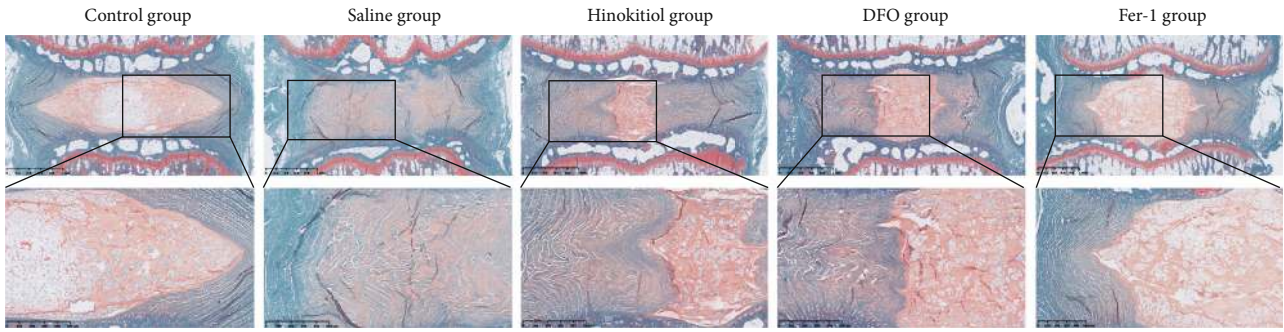 Control group
Saline group
Hinokitiol group
DFO group
Fer-1 group